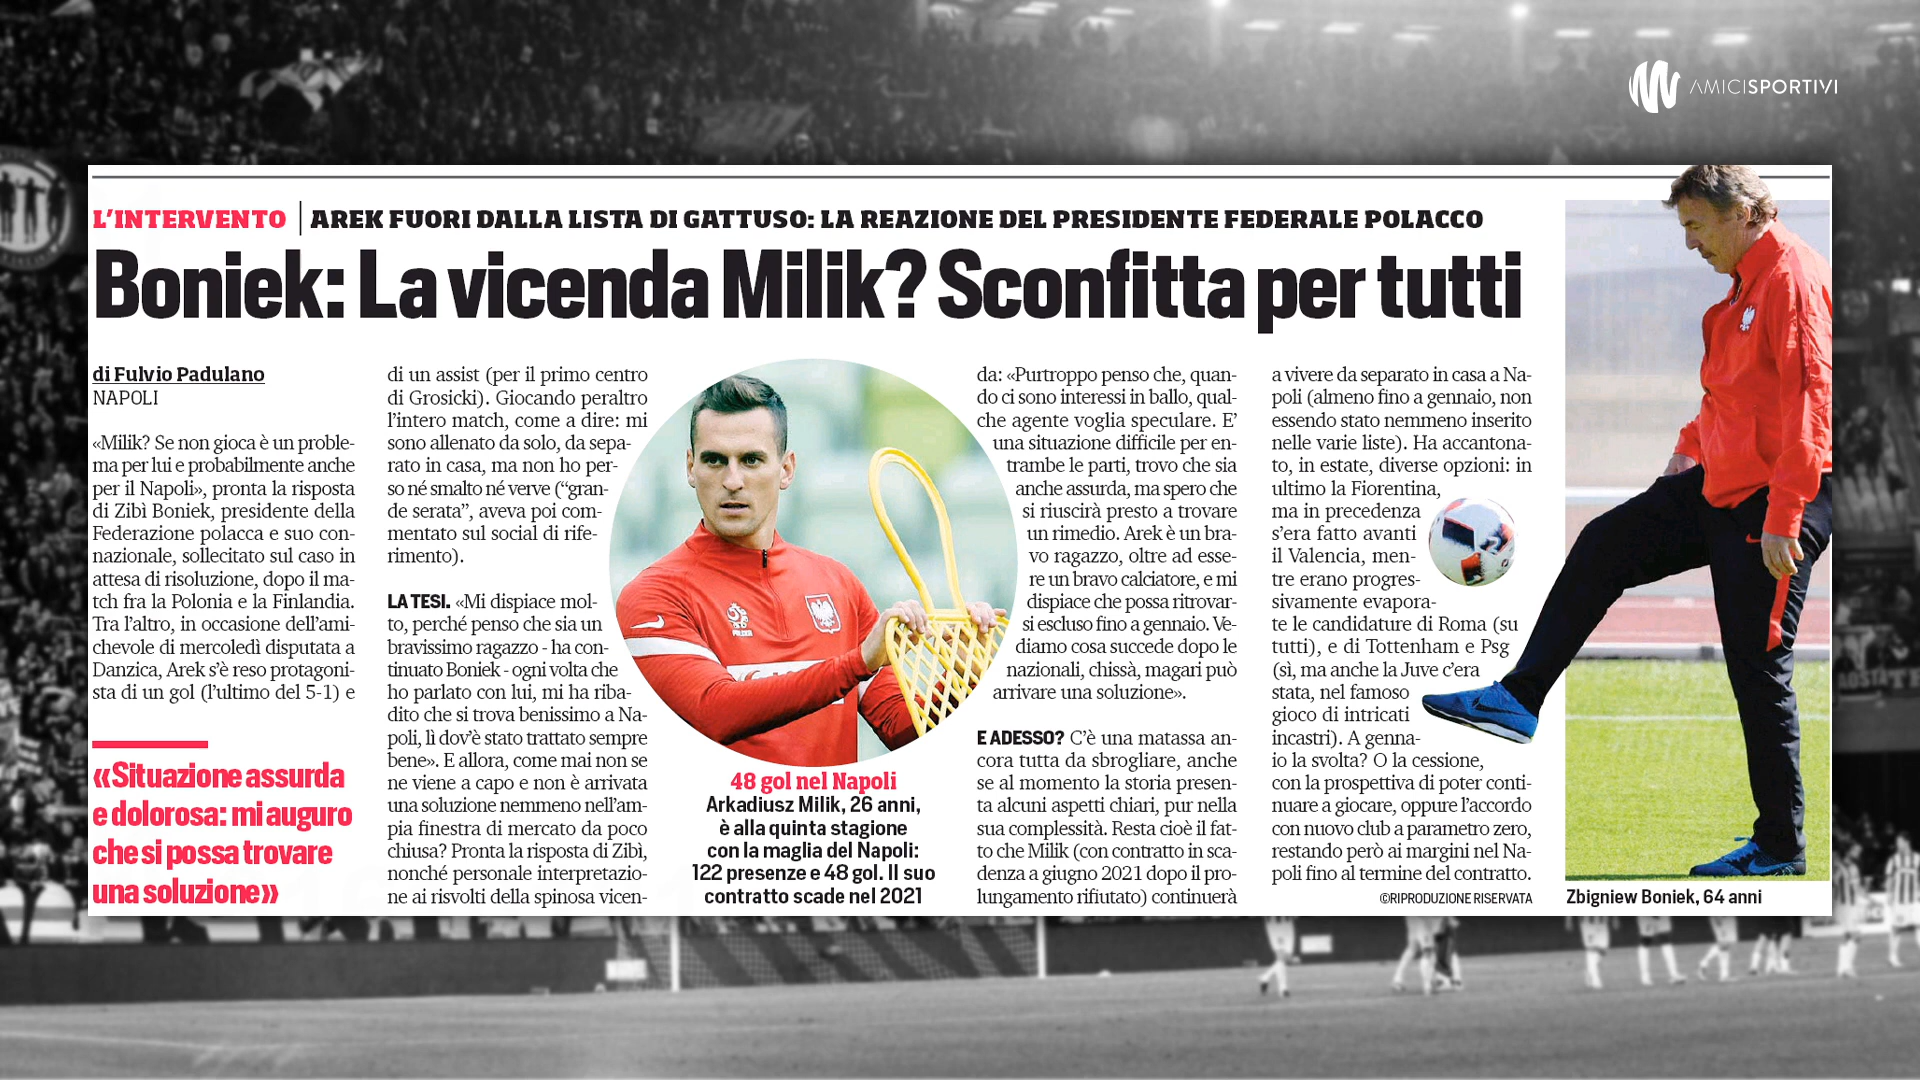 AMICISPORTIVI
L'INTERVENTO
AREK FUORI DALLA LISTA DI GATTUSO: LA REAZIONE DEL PRESIDENTE FEDERALE POLACCO
Boniek: La vicenda Milik? Sconfitta per tutti
di Fulvio Padulano
NAPOLI
«Milik? Se non gioca è un proble-
ma per lui e probabilmente anche
per il Napoli», pronta la risposta
di Zibì Boniek, presidente della
Federazione polacca e suo con-
nazionale, sollecitato sul caso in
attesa di risoluzione, dopo il ma-
tch fra la Polonia e la Finlandia.
Tra l'altro, in occasione dell'ami-
chevole di mercoledì disputata a
Danzica, Arek s'è reso protagoni-
sta di un gol (l'ultimo del 5-1) e
«Situazione assurda
e dolorosa: mi auguro
che si possa trovare
una soluzione»
di un assist (per il primo centro
di Grosicki). Giocando peraltro
l'intero match, come a dire: mi
sono allenato da solo, da sepa-
rato in casa, ma non ho per-
so né smalto né verve ("gran-
de serata", aveva poi com-
mentato sul social di rife-
rimento).
LA TESI. «Mi dispiace mol-
to, perché penso che sia un
bravissimo ragazzo - ha con-
tinuato Boniek - ogni volta che
ho parlato con lui, mi ha riba-
dito che si trova benissimo a Na-
poli, lì dov'è stato trattato sempre
bene». E allora, come mai non se
ne viene a capo e non è arrivata
una soluzione nemmeno nell'am-
pia finestra di mercato da poco
chiusa? Pronta la risposta di Zibì,
nonché personale interpretazio-
ne ai risvolti della spinosa vicen-
48 gol nel Napoli
Arkadiusz Milik, 26 anni,
è alla quinta stagione
con la maglia del Napoli:
122 presenze e 48 gol. Il suo
contratto scade nel 2021
da: «Purtroppo penso che, quan-
do ci sono interessi in ballo, qual-
che agente voglia speculare. E'
una situazione difficile per en-
trambe le parti, trovo che sia
anche assurda, ma spero che
si riuscirà presto a trovare
un rimedio. Arek è un bra-
vo ragazzo, oltre ad esse-
re un bravo calciatore, e mi
dispiace che possa ritrovar-
si escluso fino a gennaio. Ve-
diamo cosa succede dopo le
nazionali, chissà, magari può
arrivare una soluzione».
E ADESSO? C'è una matassa an-
cora tutta da sbrogliare, anche
se al momento la storia presen-
ta alcuni aspetti chiari, pur nella
sua complessità. Resta cioè il fat-
to che Milik (con contratto in sca-
denza a giugno 2021 dopo il pro-
lungamento rifiutato) continuerà
a vivere da separato in casa a Na-
poli (almeno fino a gennaio, non
essendo stato nemmeno inserito
nelle varie liste). Ha accantona-
to, in estate, diverse opzioni: in
ultimo la Fiorentina,
ma in precedenza
s'era fatto avanti
il Valencia, men-
tre erano progres-
sivamente evapora-
te le candidature di Roma (su
tutti), e di Tottenham e Psg
(sì, ma anche la Juve c'era
stata, nel famoso
gioco di intricati
incastri). A genna-
io la svolta? O la cessione,
con la prospettiva di poter conti-
nuare a giocare, oppure l'accordo
con nuovo club a parametro zero,
restando però ai margini nel Na-
poli fino al termine del contratto.
©RIPRODUZIONE RISERVATA
Zbigniew Boniek, 64 anni